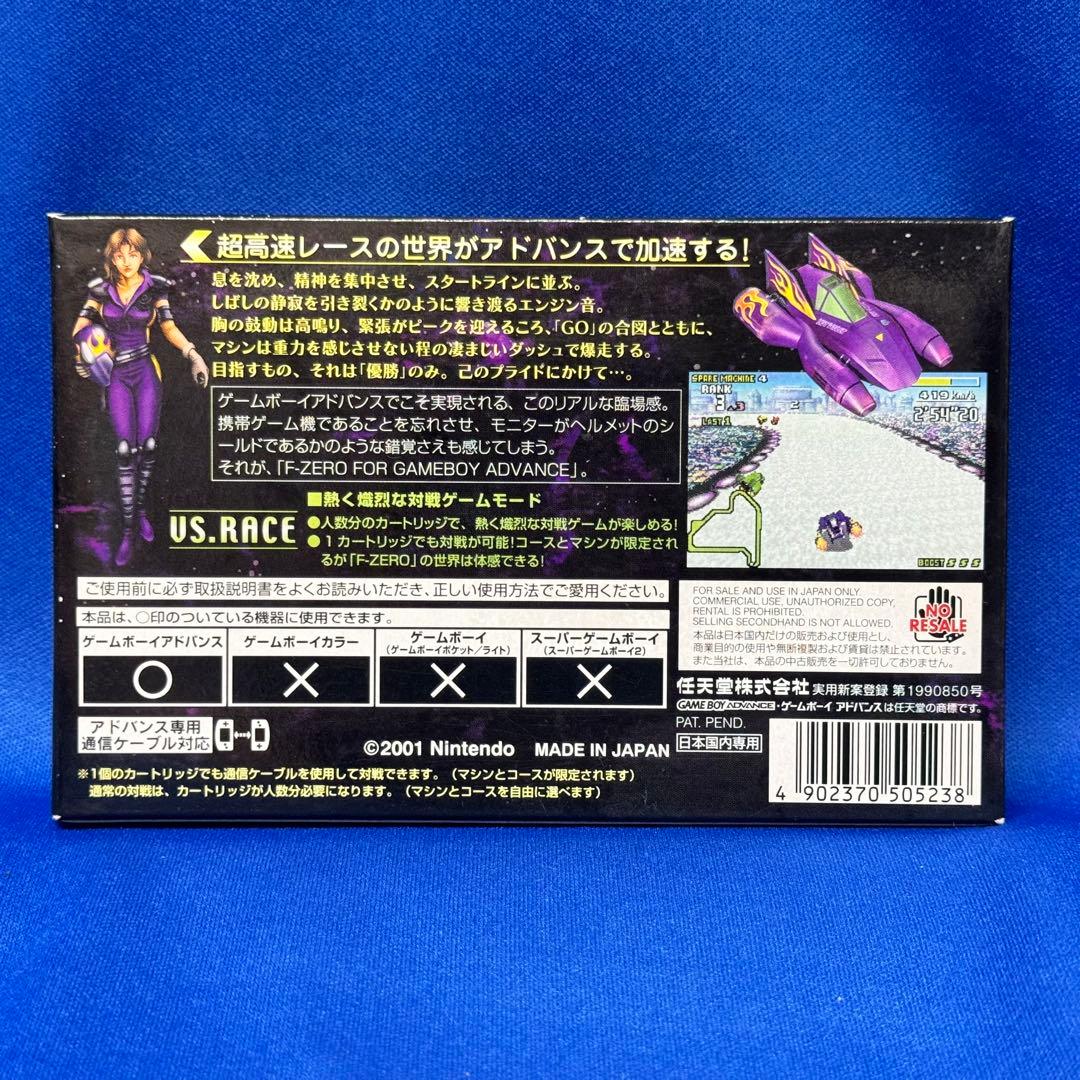 超高速レースの世界がアドバンスで加速する!
息を沈め、精神を集中させ、スタートラインに並ぶ。
しばしの静寂を引き裂くかのように響き渡るエンジン音。
胸の鼓動は高鳴り、緊張がピークを迎えるころ、「GO」の合図とともに、
マシンは重力を感じさせない程の凄まじいダッシュで爆走する。
目指すもの、それは「優勝」のみ。己のプライドにかけて…。
ゲームボーイアドバンスでこそ実現される、このリアルな臨場感。
携帯ゲーム機であることを忘れさせ、モニターがヘルメットのシ
ールドであるかのような錯覚さえも感じてしまう。
それが、「F-ZERO FOR GAMEBOY ADVANCE」。
SPARE MACHINE 4
RANK
3
LAST 1
2
419 km/h
2'54"20
BOOST S S S
■熱く熾烈な対戦ゲームモード
VS.RACE
●人数分のカートリッジで、熱く熾烈な対戦ゲームが楽しめる!
●1カートリッジでも対戦が可能!コースとマシンが限定され
るが「F-ZERO」の世界は体感できる!
ご使用前に必ず取扱説明書をよくお読みいただき、正しい使用方法でご愛用ください。
本品は、○印のついている機器に使用できます。
ゲームボーイアドバンス
ゲームボーイカラー
ゲームボーイ
(ゲームボーイポケット/ライト)
スーパーゲームボーイ
(スーパーゲームボーイ2)
○
×
×
×
アドバンス専用
通信ケーブル対応
©2001 Nintendo MADE IN JAPAN
※1個のカートリッジでも通信ケーブルを使用して対戦できます。(マシンとコースが限定されます)
通常の対戦は、カートリッジが人数分必要になります。(マシンとコースを自由に選べます)
FOR SALE AND USE IN JAPAN ONLY
COMMERCIAL USE, UNAUTHORIZED COPY,
RENTAL IS PROHIBITED.
SELLING SECONDHAND IS NOT ALLOWED.
NO
RESALE
本品は日本国内だけの販売および使用とし、
商業目的の使用や無断複製および賃貸は禁止されています。
また当社は、本品の中古販売を一切許可しておりません。
任天堂株式会社 実用新案登録 第1990850号
GAME BOY ADVANCE・ゲームボーイ アドバンスは任天堂の商標です。
PAT. PEND.
日本国内専用
4 902370 505238